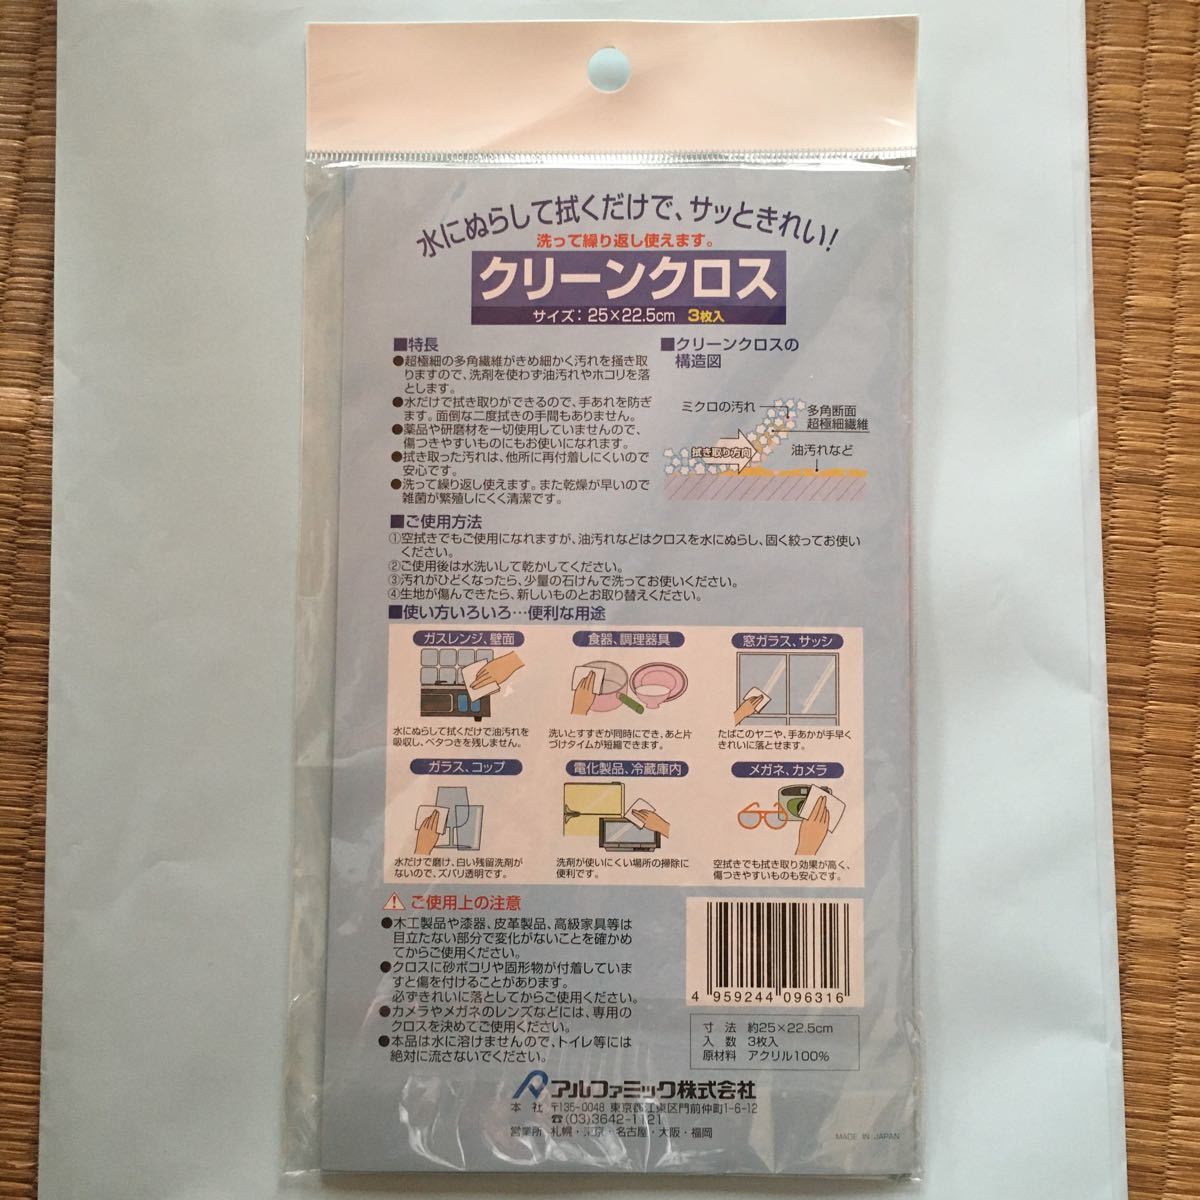 水にぬらして拭くだけで、サッときれい!
洗って繰り返し使えます。
クリーンクロス
サイズ：25×22.5cm 3枚入
■特長
●超極細の多角繊維がきめ細かく汚れを掻き取
りますので、洗剤を使わず油汚れやホコリを落
とします。
●水だけで拭き取りができるので、手あれを防ぎ
ます。面倒な二度拭きの手間もありません。
●薬品や研磨材を一切使用していませんので、
傷つきやすいものにもお使いになれます。
●拭き取った汚れは、他所に再付着しにくいので
安心です。
●洗って繰り返し使えます。また乾燥が早いので
雑菌が繁殖しにくく清潔です。
■クリーンクロスの
構造図
ミクロの汚れ
多角断面
超極細繊維
拭き取り方向
油汚れなど
■ご使用方法
①空拭きでもご使用になれますが、油汚れなどはクロスを水にぬらし、固く絞ってお使い
ください。
②ご使用後は水洗いして乾かしてください。
③汚れがひどくなったら、少量の石けんで洗ってお使いください。
④生地が傷んできたら、新しいものとお取り替えください。
■使い方いろいろ…便利な用途
ガスレンジ、壁面
水にぬらして拭くだけで油汚れを
吸収し、ベタつきを残しません。
食器、調理器具
洗いとすすぎが同時にでき、あと片
づけタイムが短縮できます。
窓ガラス、サッシ
たばこのヤニや、手あかが手早く
きれいに落とせます。
ガラス、コップ
水だけで磨け、白い残留洗剤が
ないので、ズバリ透明です。
電化製品、冷蔵庫内
洗剤が使いにくい場所の掃除に
便利です。
メガネ、カメラ
空拭きでも拭き取り効果が高く、
傷つきやすいものも安心です。
⚠ご使用上の注意
●木工製品や漆器、皮革製品、高級家具等は
目立たない部分で変化がないことを確かめ
てからご使用ください。
●クロスに砂ボコリや固形物が付着していま
すと傷を付けることがあります。
必ずきれいに落としてからご使用ください。
●カメラやメガネのレンズなどには、専用の
クロスを決めてご使用ください。
●本品は水に溶けませんので、トイレ等には
絶対に流さないでください。
4 959244 096316
寸 法 約25×22.5cm
入 数 3枚入
原材料 アクリル100%
アルファミック株式会社
本 社 〒135-0048 東京都江東区門前仲町1-6-12
☎(03)3642-1121
営業所 札幌・東京・名古屋・大阪・福岡
MADE IN JAPAN